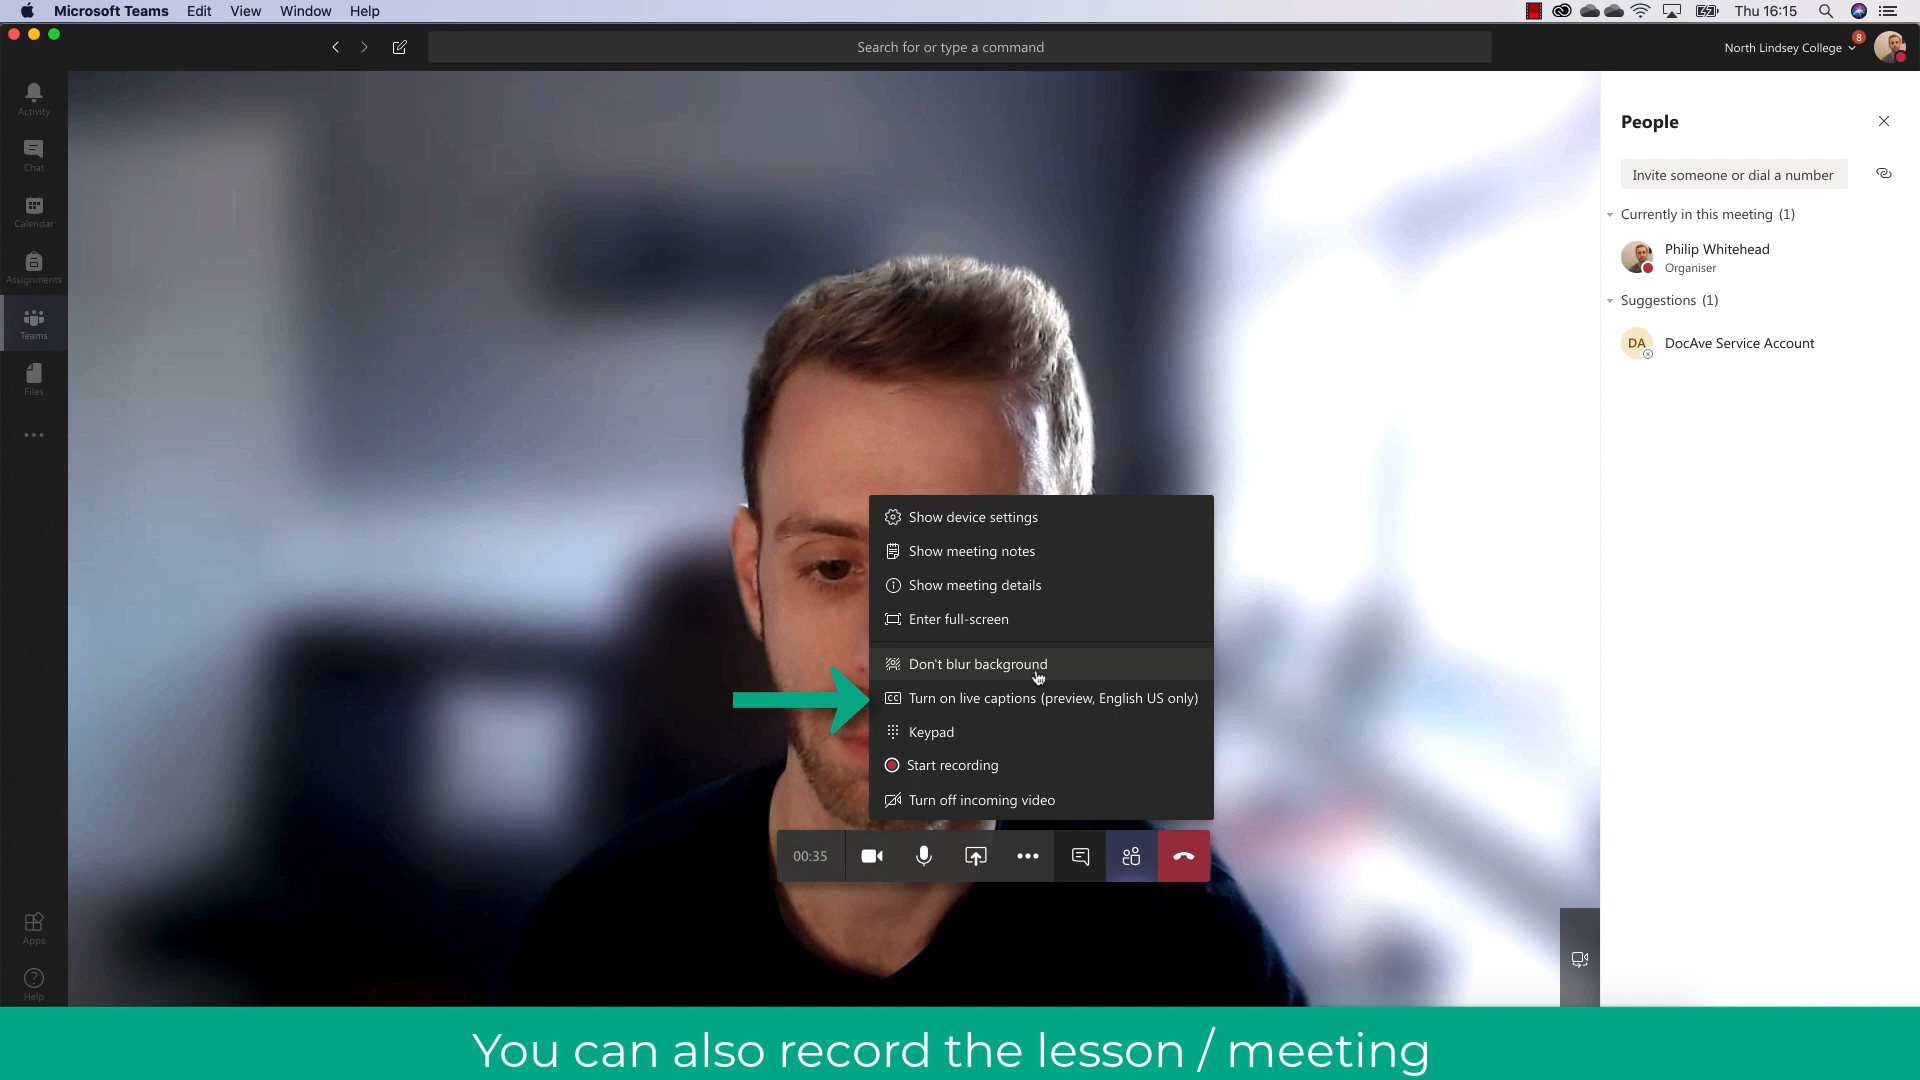 Microsoft Teams Edit View Window Help
Thu 16:15
Search for or type a command
North Lindsey College
8
Activity
Chat
Calendar
Assignments
Teams
Files
Apps
Help
People
Invite someone or dial a number
Currently in this meeting (1)
Philip Whitehead
Organiser
Suggestions (1)
DA
DocAve Service Account
Show device settings
Show meeting notes
Show meeting details
Enter full-screen
Don't blur background
CC Turn on live captions (preview, English US only)
Keypad
Start recording
Turn off incoming video
00:35
You can also record the lesson / meeting